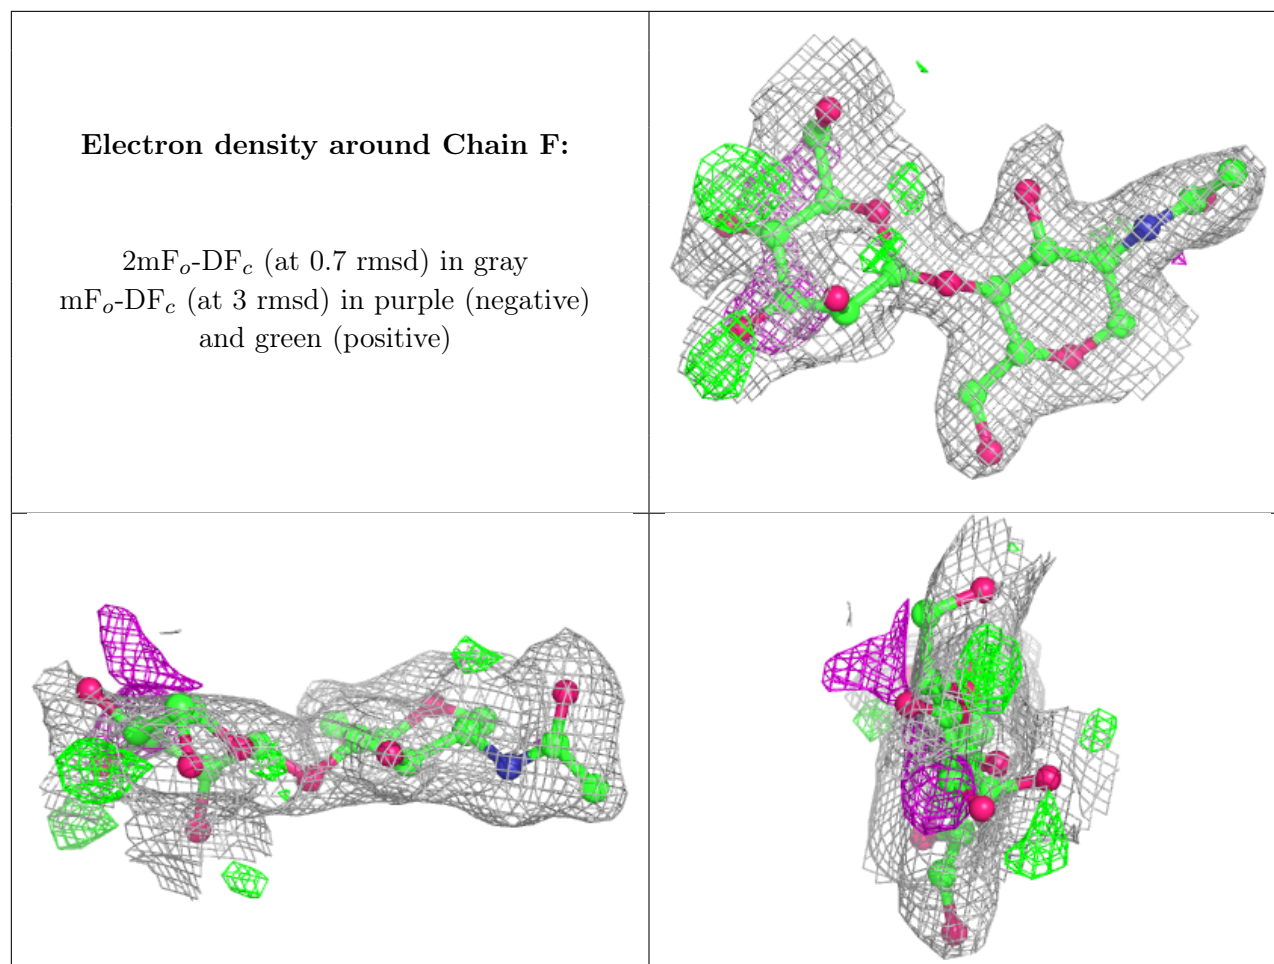 Electron density around Chain F:
2mFₒ-DF𝒸 (at 0.7 rmsd) in gray
mFₒ-DF𝒸 (at 3 rmsd) in purple (negative)
and green (positive)